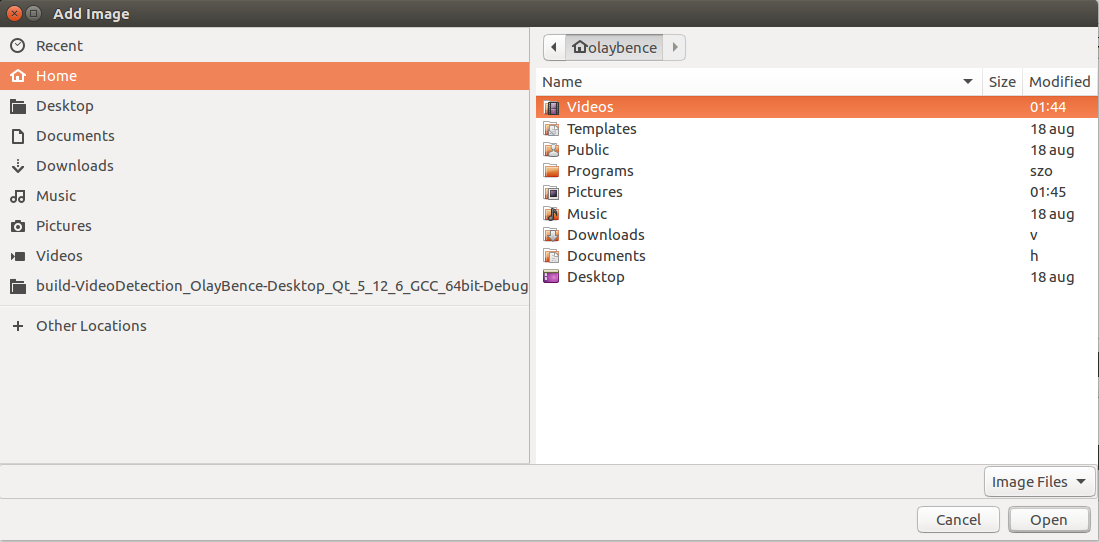 Add Image
Recent
Home
Desktop
Documents
Downloads
Music
Pictures
Videos
build-VideoDetection_OlayBence-Desktop_Qt_5_12_6_GCC_64bit-Debug
Other Locations
olaybence
Name Size Modified
Videos 01:44
Templates 18 aug
Public 18 aug
Programs szo
Pictures 01:45
Music 18 aug
Downloads v
Documents h
Desktop 18 aug
Image Files
Cancel Open